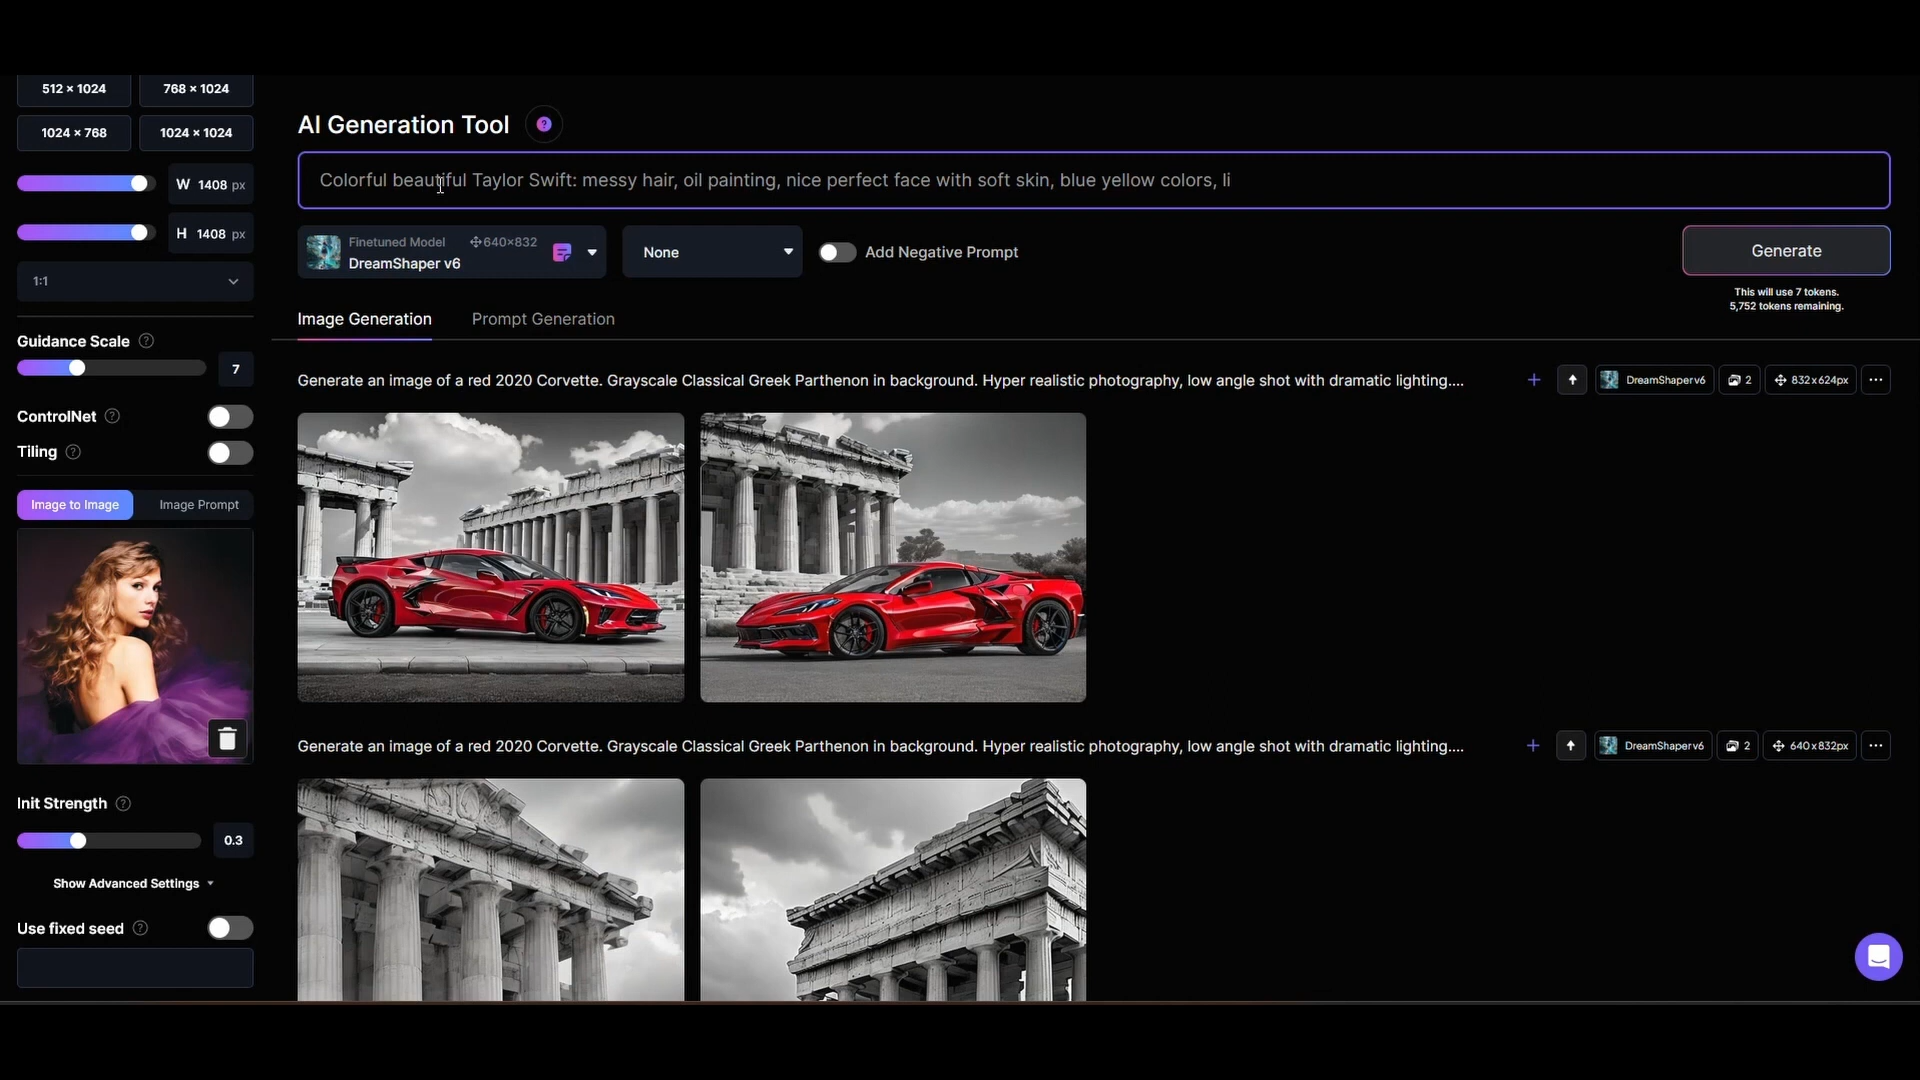 512 × 1024
768 × 1024
1024 × 768
1024 × 1024
W 1408 px
H 1408 px
1:1
Guidance Scale ?
7
ControlNet ?
Tiling ?
Image to Image
Image Prompt
Init Strength ?
0.3
Show Advanced Settings
Use fixed seed ?
AI Generation Tool ?
Colorful beautiful Taylor Swift: messy hair, oil painting, nice perfect face with soft skin, blue yellow colors, li
Finetuned Model 640×832
DreamShaper v6
None
Add Negative Prompt
Generate
This will use 7 tokens.
5,752 tokens remaining.
Image Generation
Prompt Generation
Generate an image of a red 2020 Corvette. Grayscale Classical Greek Parthenon in background. Hyper realistic photography, low angle shot with dramatic lighting....
DreamShaper v6
2
832x624px
Generate an image of a red 2020 Corvette. Grayscale Classical Greek Parthenon in background. Hyper realistic photography, low angle shot with dramatic lighting....
DreamShaper v6
2
640x832px